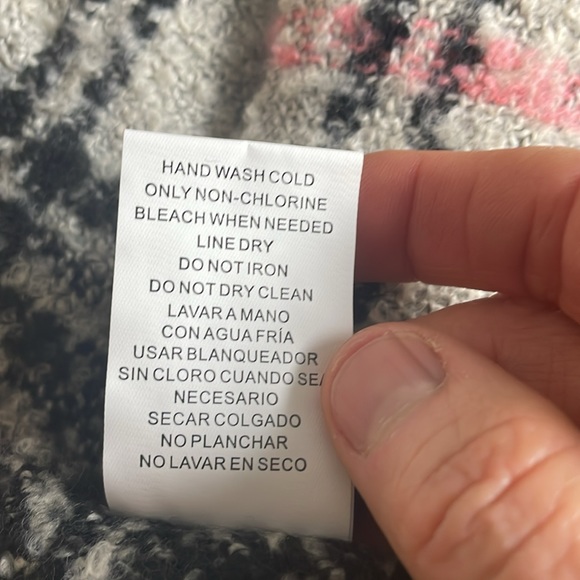 HAND WASH COLD
ONLY NON-CHLORINE
BLEACH WHEN NEEDED
LINE DRY
DO NOT IRON
DO NOT DRY CLEAN
LAVAR A MANO
CON AGUA FRÍA
USAR BLANQUEADOR
SIN CLORO CUANDO SEA
NECESARIO
SECAR COLGADO
NO PLANCHAR
NO LAVAR EN SECO